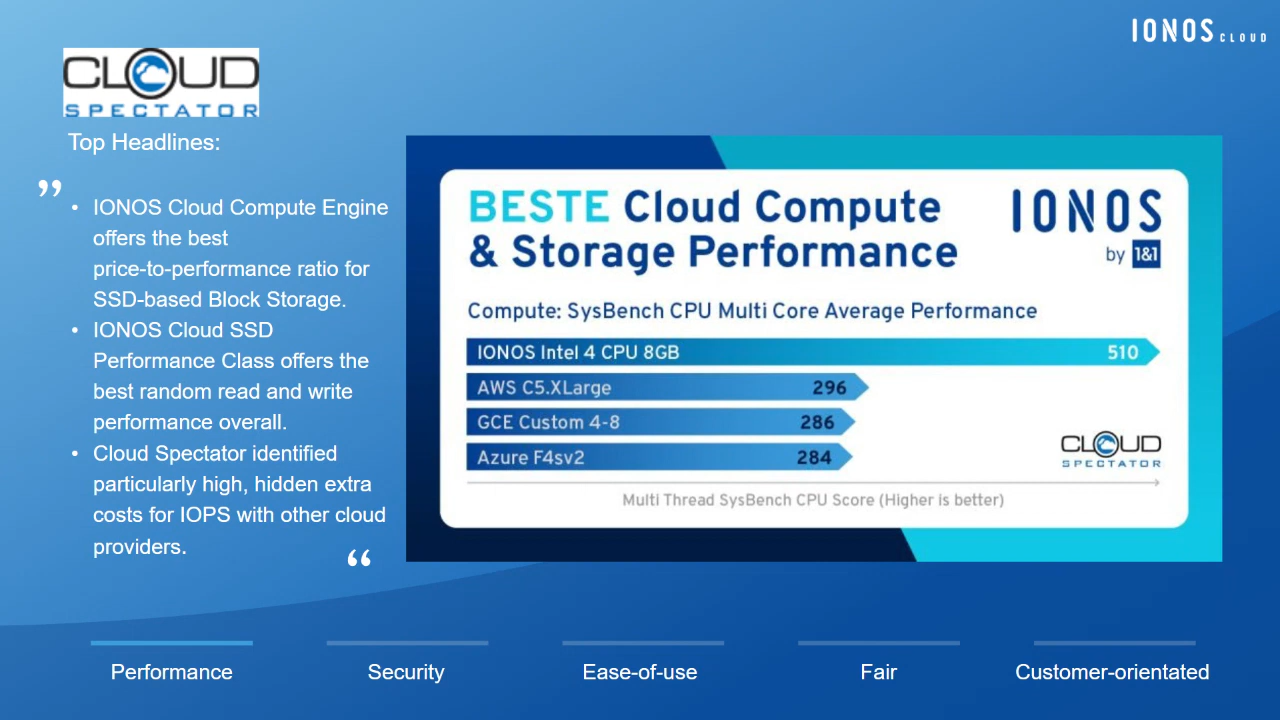 IONOS CLOUD
CLOUD
SPECTATOR
Top Headlines:
”
• IONOS Cloud Compute Engine
offers the best
price-to-performance ratio for
SSD-based Block Storage.
• IONOS Cloud SSD
Performance Class offers the
best random read and write
performance overall.
• Cloud Spectator identified
particularly high, hidden extra
costs for IOPS with other cloud
providers.
“
BESTE Cloud Compute
& Storage Performance
IONOS
by 1&1
Compute: SysBench CPU Multi Core Average Performance
IONOS Intel 4 CPU 8GB 510
AWS C5.XLarge 296
GCE Custom 4-8 286
Azure F4sv2 284
CLOUD
SPECTATOR
Multi Thread SysBench CPU Score (Higher is better)
Performance
Security
Ease-of-use
Fair
Customer-orientated